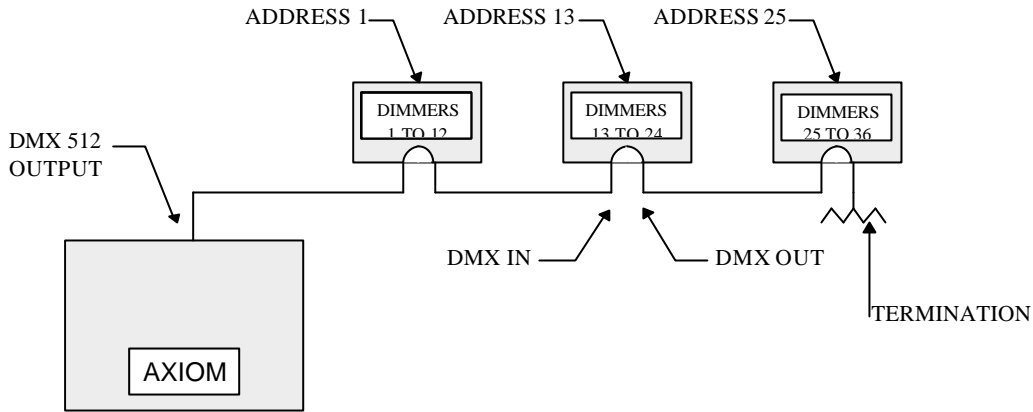 ADDRESS 1
ADDRESS 13
ADDRESS 25
DIMMERS
1 TO 12
DIMMERS
13 TO 24
DIMMERS
25 TO 36
DMX 512
OUTPUT
DMX IN
DMX OUT
TERMINATION
AXIOM